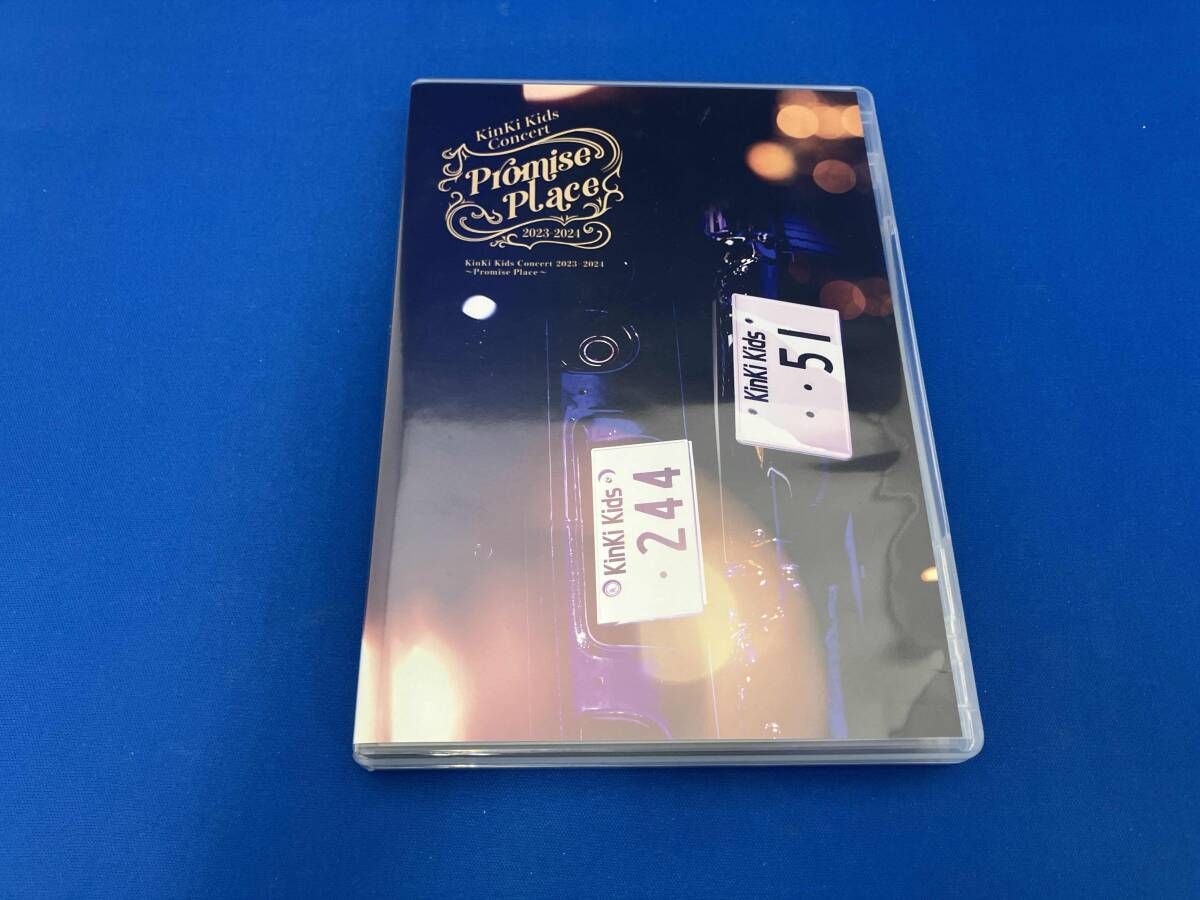 KinKi Kids
Concert
Promise
Place
2023-2024
KinKi Kids Concert 2023-2024
~Promise Place~
KinKi Kids
・・51
KinKi Kids
・244